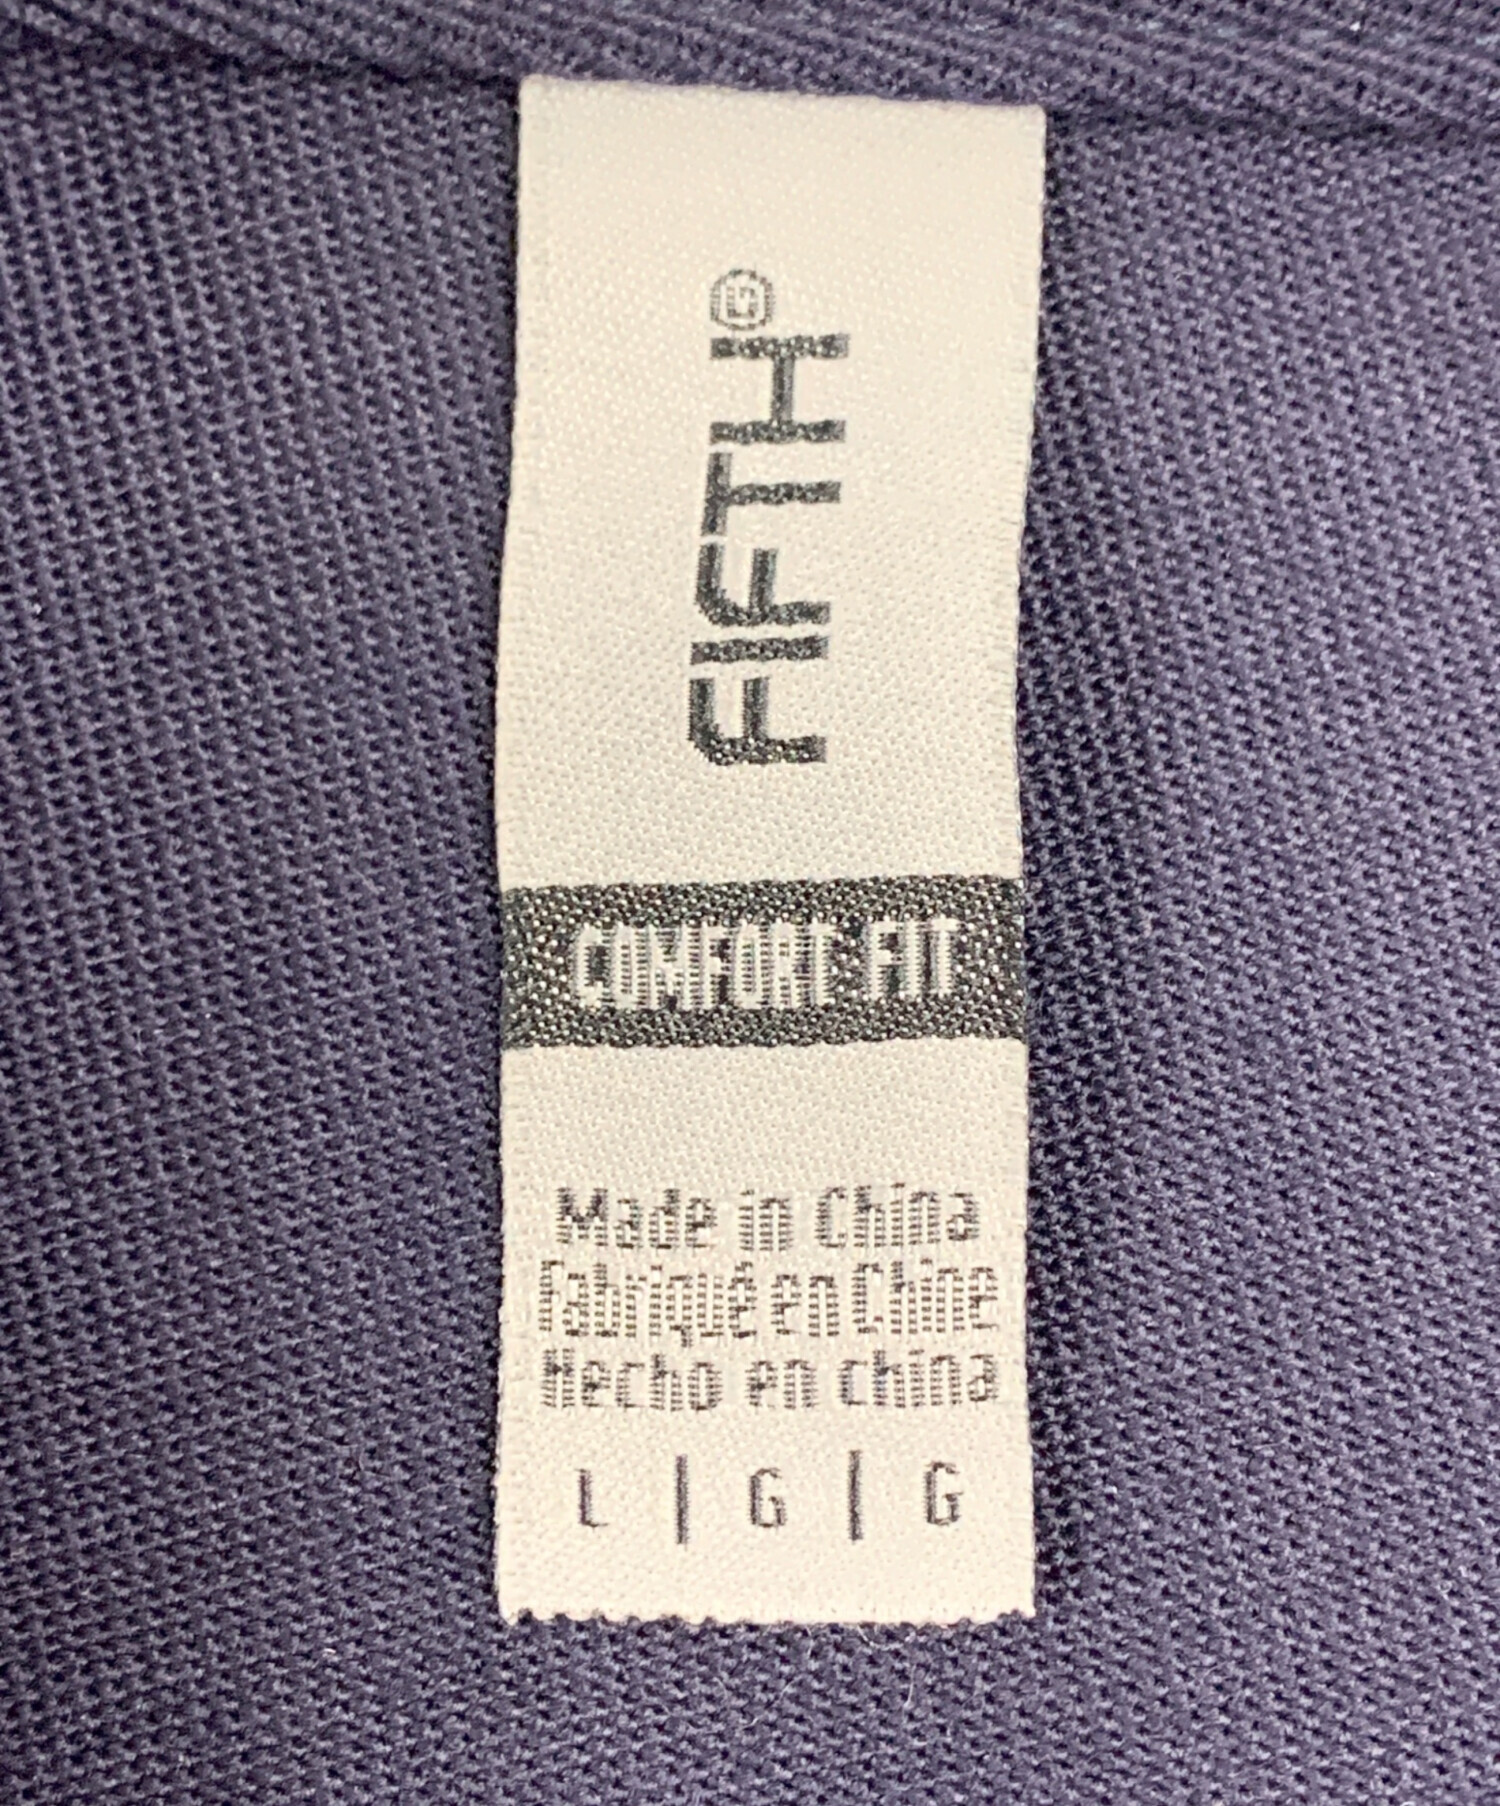 FIFTH
COMFORT FIT
Made in China
Fabriqué en Chine
Hecho en china
L | G | G